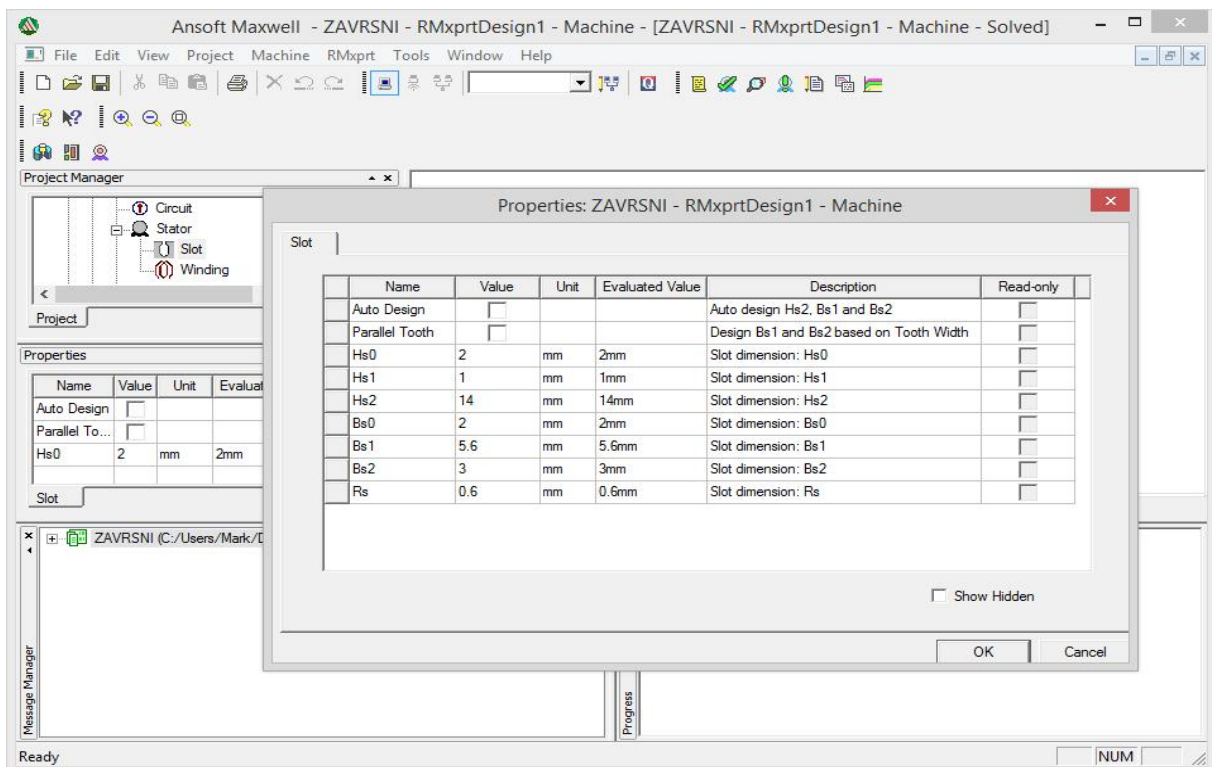 Ansoft Maxwell - ZAVRSNI - RMxprtDesign1 - Machine - [ZAVRSNI - RMxprtDesign1 - Machine - Solved]
File Edit View Project Machine RMxprt Tools Window Help
Project Manager
Circuit
Stator
Slot
Winding
Project
Properties
Name Value Unit Evaluat
Auto Design
Parallel To...
Hs0 2 mm 2mm
Slot
Properties: ZAVRSNI - RMxprtDesign1 - Machine
Slot
Name Value Unit Evaluated Value Description Read-only
Auto Design Auto design Hs2, Bs1 and Bs2
Parallel Tooth Design Bs1 and Bs2 based on Tooth Width
Hs0 2 mm 2mm Slot dimension: Hs0
Hs1 1 mm 1mm Slot dimension: Hs1
Hs2 14 mm 14mm Slot dimension: Hs2
Bs0 2 mm 2mm Slot dimension: Bs0
Bs1 5.6 mm 5.6mm Slot dimension: Bs1
Bs2 3 mm 3mm Slot dimension: Bs2
Rs 0.6 mm 0.6mm Slot dimension: Rs
Show Hidden
OK Cancel
ZAVRSNI (C:/Users/Mark/D
Message Manager
Progress
Ready NUM